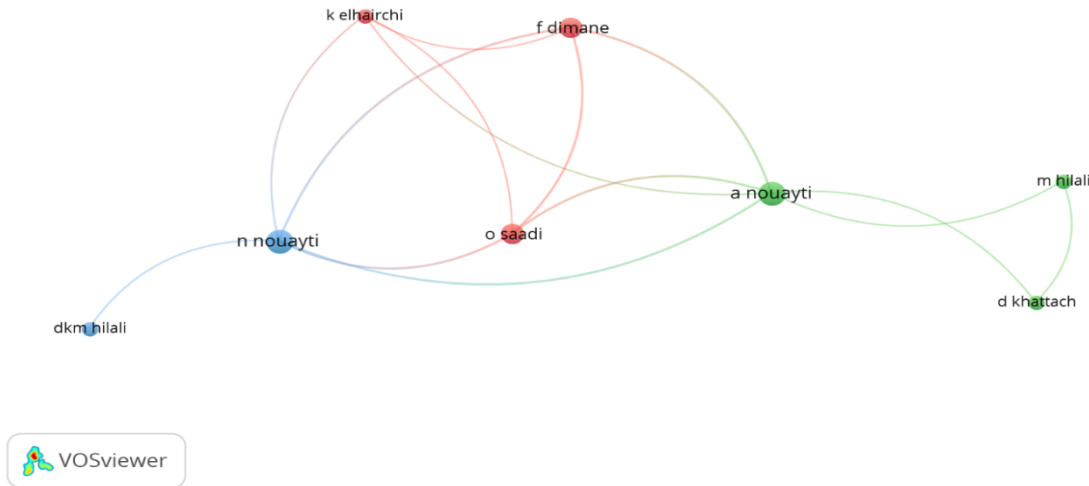 k elhairchi
f dimane
m hilali
a nouayti
o saadi
n nouayti
d khattach
dkm hilali
VOSviewer